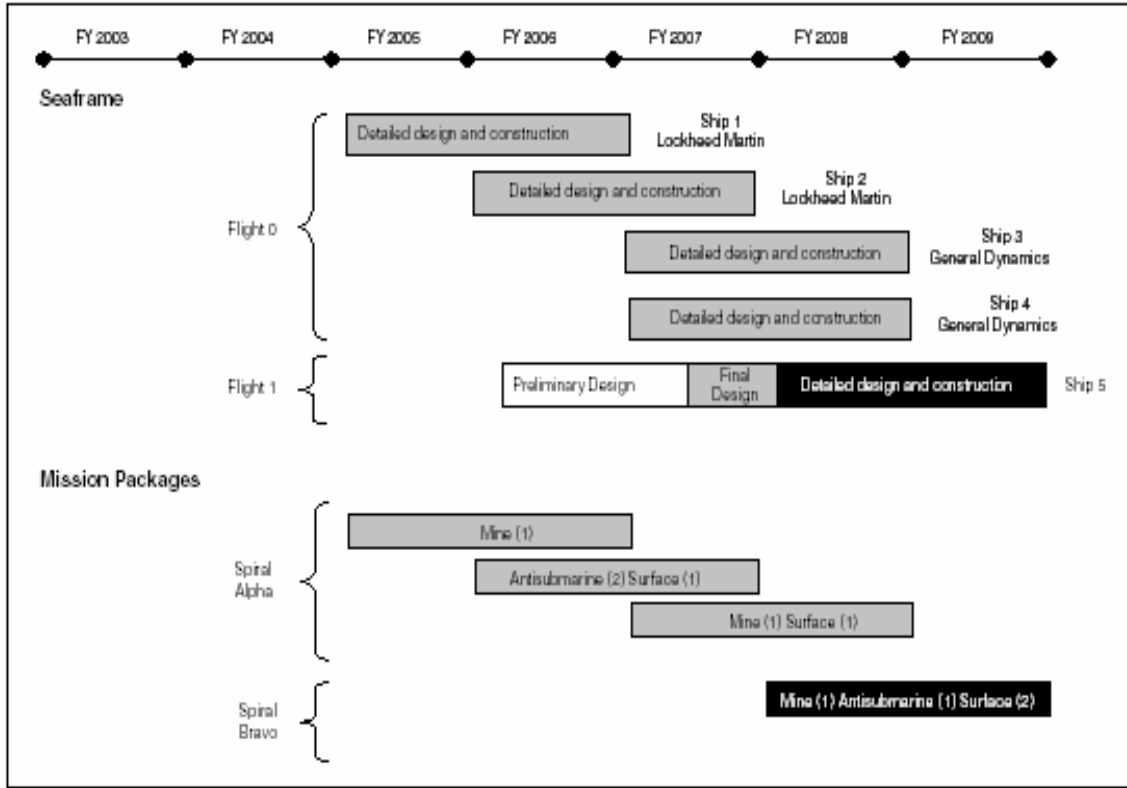 FY 2003 FY 2004 FY 2005 FY 2006 FY 2007 FY 2008 FY 2009
Seaframe
Detailed design and construction
Ship 1
Lockheed Martin
Detailed design and construction
Ship 2
Lockheed Martin
Flight 0
Detailed design and construction
Ship 3
General Dynamics
Detailed design and construction
Ship 4
General Dynamics
Flight 1
Preliminary Design
Final
Design
Detailed design and construction
Ship 5
Mission Packages
Mine (1)
Spiral
Alpha
Antisubmarine (2) Surface (1)
Mine (1) Surface (1)
Spiral
Bravo
Mine (1) Antisubmarine (1) Surface (2)